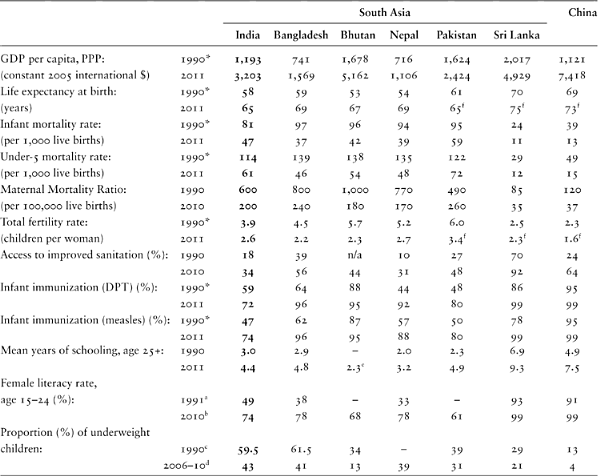 South Asia China
India Bangladesh Bhutan Nepal Pakistan Sri Lanka
GDP per capita, PPP: 1990* 1,193 741 1,678 716 1,624 2,017 1,121
(constant 2005 international $) 2011 3,203 1,569 5,162 1,106 2,424 4,929 7,418
Life expectancy at birth: 1990* 58 59 53 54 61 70 69
(years) 2011 65 69 67 69 65f 75f 73f
Infant mortality rate: 1990* 81 97 96 94 95 24 39
(per 1,000 live births) 2011 47 37 42 39 59 11 13
Under-5 mortality rate: 1990* 114 139 138 135 122 29 49
(per 1,000 live births) 2011 61 46 54 48 72 12 15
Maternal Mortality Ratio: 1990 600 800 1,000 770 490 85 120
(per 100,000 live births) 2010 200 240 180 170 260 35 37
Total fertility rate: 1990* 3.9 4.5 5.7 5.2 6.0 2.5 2.3
(children per woman) 2011 2.6 2.2 2.3 2.7 3.4f 2.3f 1.6f
Access to improved sanitation (%): 1990 18 39 n/a 10 27 70 24
2010 34 56 44 31 48 92 64
Infant immunization (DPT) (%): 1990* 59 64 88 44 48 86 95
2011 72 96 95 92 80 99 99
Infant immunization (measles) (%): 1990* 47 62 87 57 50 78 95
2011 74 96 95 88 80 99 99
Mean years of schooling, age 25+: 1990 3.0 2.9 – 2.0 2.3 6.9 4.9
2011 4.4 4.8 2.3e 3.2 4.9 9.3 7.5
Female literacy rate,
age 15–24 (%): 1991a 49 38 – 33 – 93 91
2010b 74 78 68 78 61 99 99
Proportion (%) of underweight
children: 1990c 59.5 61.5 34 – 39 29 13
2006-10d 43 41 13 39 31 21 4